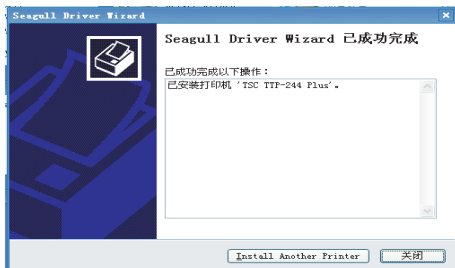 Seagull Driver Wizard
Seagull Driver Wizard 已成功完成
已成功完成以下操作：
已安装打印机 'TSC TTP-244 Plus'。
Install Another Printer
关闭